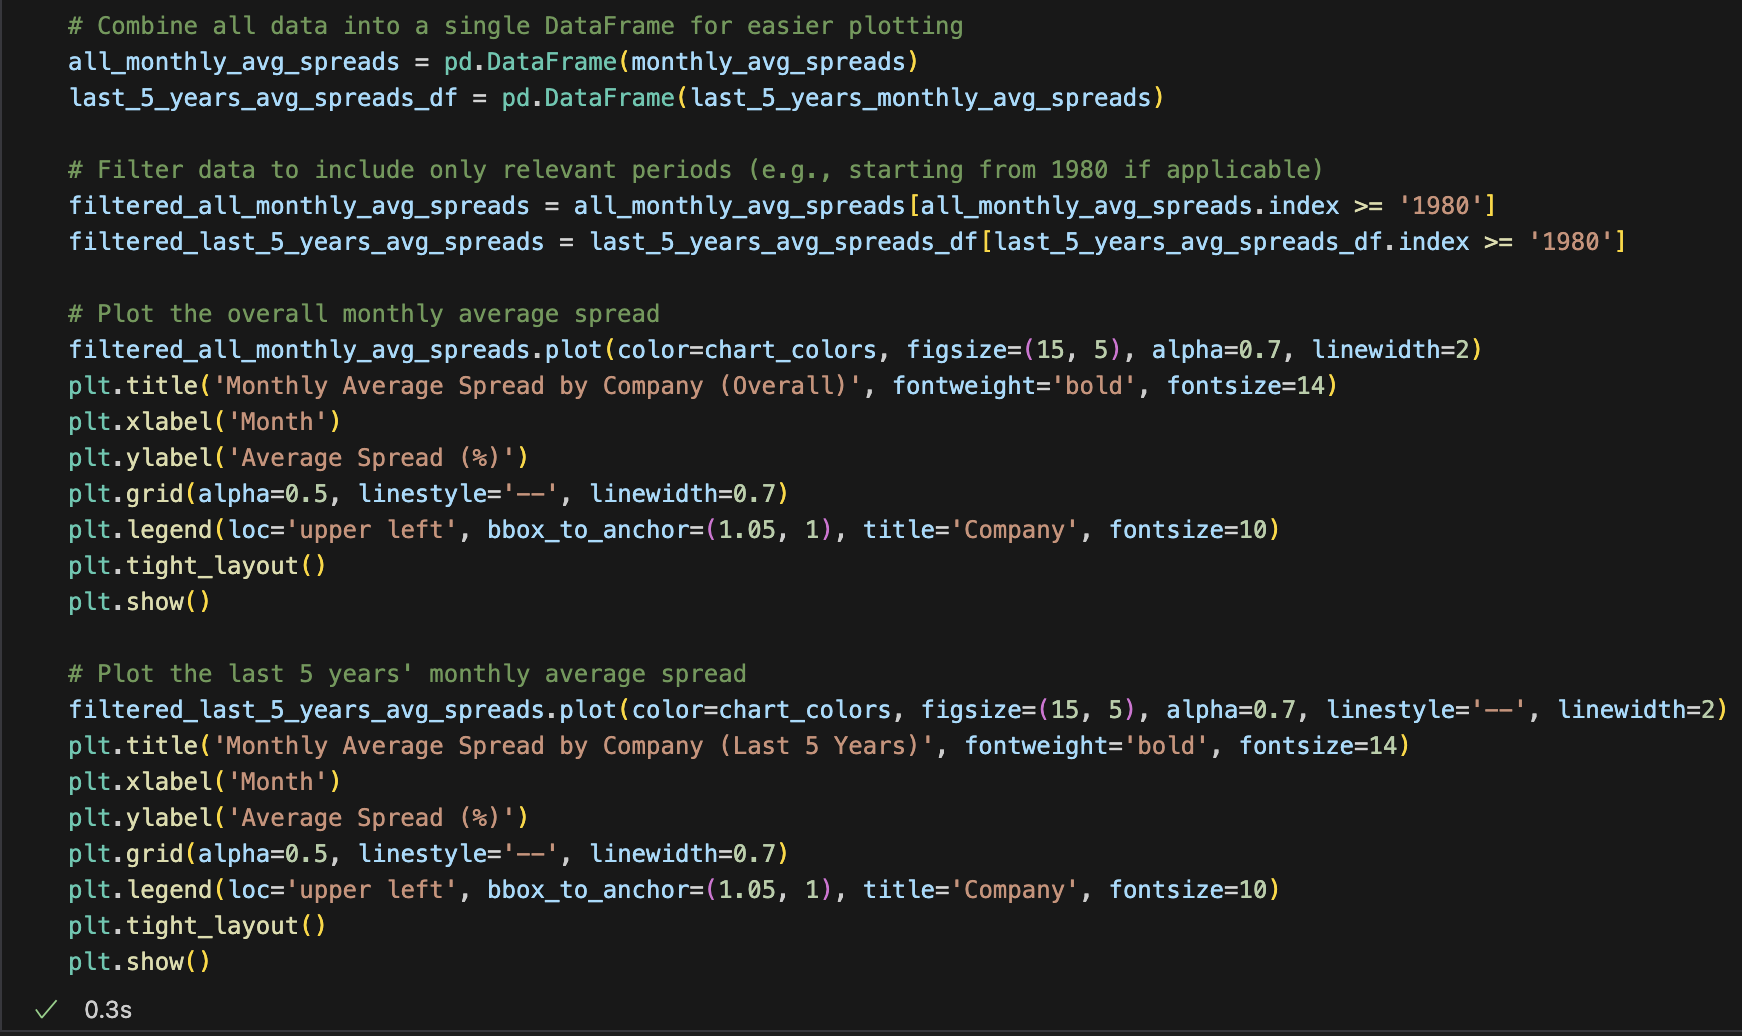 # Combine all data into a single DataFrame for easier plotting
all_monthly_avg_spreads = pd.DataFrame(monthly_avg_spreads)
last_5_years_avg_spreads_df = pd.DataFrame(last_5_years_monthly_avg_spreads)
# Filter data to include only relevant periods (e.g., starting from 1980 if applicable)
filtered_all_monthly_avg_spreads = all_monthly_avg_spreads[all_monthly_avg_spreads.index >= '1980']
filtered_last_5_years_avg_spreads = last_5_years_avg_spreads_df[last_5_years_avg_spreads_df.index >= '1980']
# Plot the overall monthly average spread
filtered_all_monthly_avg_spreads.plot(color=chart_colors, figsize=(15, 5), alpha=0.7, linewidth=2)
plt.title('Monthly Average Spread by Company (Overall)', fontweight='bold', fontsize=14)
plt.xlabel('Month')
plt.ylabel('Average Spread (%)')
plt.grid(alpha=0.5, linestyle='--', linewidth=0.7)
plt.legend(loc='upper left', bbox_to_anchor=(1.05, 1), title='Company', fontsize=10)
plt.tight_layout()
plt.show()
# Plot the last 5 years' monthly average spread
filtered_last_5_years_avg_spreads.plot(color=chart_colors, figsize=(15, 5), alpha=0.7, linestyle='--', linewidth=2)
plt.title('Monthly Average Spread by Company (Last 5 Years)', fontweight='bold', fontsize=14)
plt.xlabel('Month')
plt.ylabel('Average Spread (%)')
plt.grid(alpha=0.5, linestyle='--', linewidth=0.7)
plt.legend(loc='upper left', bbox_to_anchor=(1.05, 1), title='Company', fontsize=10)
plt.tight_layout()
plt.show()
0.3s